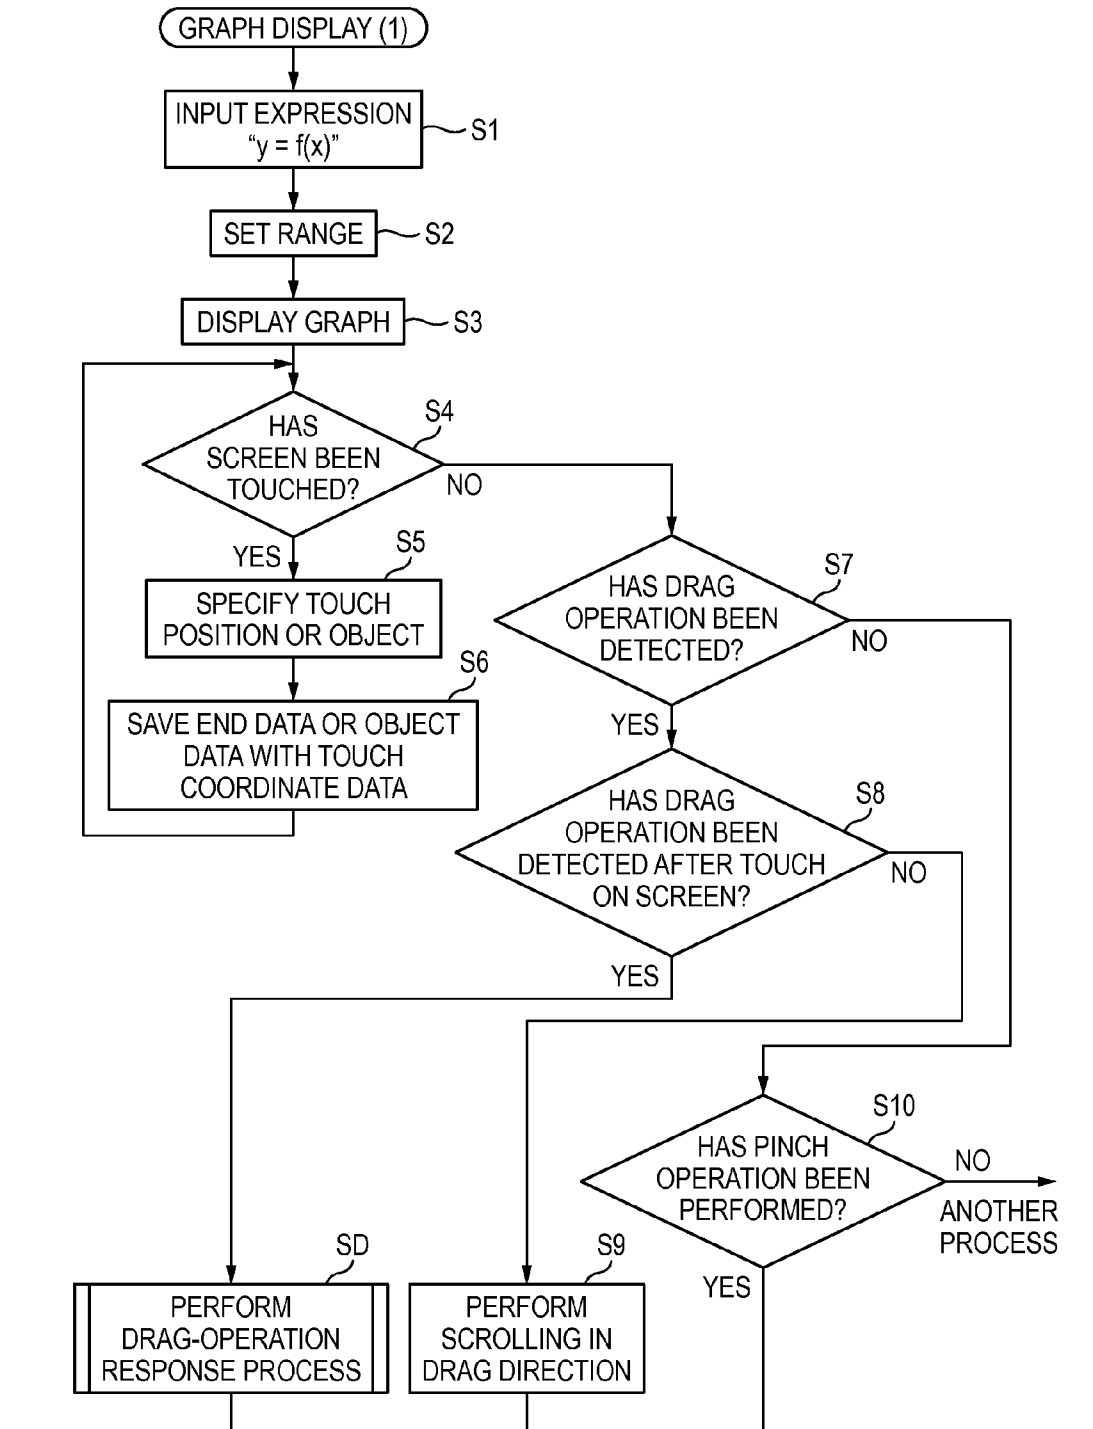 GRAPH DISPLAY (1)
INPUT EXPRESSION
“y = f(x)”
S1
SET RANGE
S2
DISPLAY GRAPH
S3
HAS
SCREEN BEEN
TOUCHED?
S4
NO
YES
S5
SPECIFY TOUCH
POSITION OR OBJECT
S6
SAVE END DATA OR OBJECT
DATA WITH TOUCH
COORDINATE DATA
S7
HAS DRAG
OPERATION BEEN
DETECTED?
NO
YES
S8
HAS DRAG
OPERATION BEEN
DETECTED AFTER TOUCH
ON SCREEN?
NO
YES
S10
HAS PINCH
OPERATION BEEN
PERFORMED?
NO
ANOTHER
PROCESS
YES
SD
PERFORM
DRAG-OPERATION
RESPONSE PROCESS
S9
PERFORM
SCROLLING IN
DRAG DIRECTION